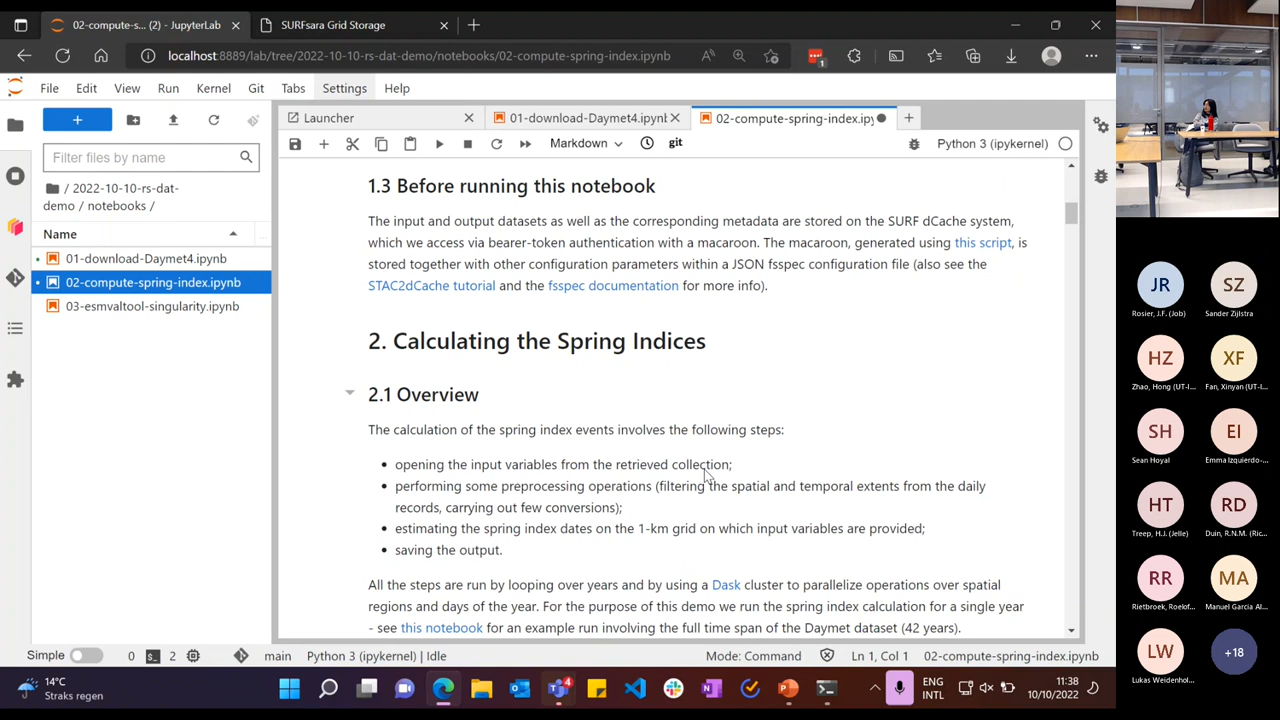 02-compute-s... (2) - JupyterLab
SURFsara Grid Storage
localhost:8889/lab/tree/2022-10-10-rs-dat-demo/notebooks/02-compute-spring-index.ipynb
1
File Edit View Run Kernel Git Tabs Settings Help
Filter files by name
/ 2022-10-10-rs-dat-
demo / notebooks /
Name
01-download-Daymet4.ipynb
02-compute-spring-index.ipynb
03-esmvaltool-singularity.ipynb
Launcher
01-download-Daymet4.ipynb
02-compute-spring-index.ipy
Markdown
git
Python 3 (ipykernel)
1.3 Before running this notebook
The input and output datasets as well as the corresponding metadata are stored on the SURF dCache system,
which we access via bearer-token authentication with a macaroon. The macaroon, generated using this script, is
stored together with other configuration parameters within a JSON fsspec configuration file (also see the
STAC2dCache tutorial and the fsspec documentation for more info).
2. Calculating the Spring Indices
2.1 Overview
The calculation of the spring index events involves the following steps:
• opening the input variables from the retrieved collection;
• performing some preprocessing operations (filtering the spatial and temporal extents from the daily
records, carrying out few conversions);
• estimating the spring index dates on the 1-km grid on which input variables are provided;
• saving the output.
All the steps are run by looping over years and by using a Dask cluster to parallelize operations over spatial
regions and days of the year. For the purpose of this demo we run the spring index calculation for a single year
- see this notebook for an example run involving the full time span of the Daymet dataset (42 years).
Simple
0
2
main
Python 3 (ipykernel) | Idle
Mode: Command
Ln 1, Col 1
02-compute-spring-index.ipynb
14°C
Straks regen
4
ENG
INTL
11:38
10/10/2022
JR
Rosier, J.F. (Job)
SZ
Sander Zijlstra
HZ
Zhao, Hong (UT-I...
XF
Fan, Xinyan (UT-I...
SH
Sean Hoyal
EI
Emma Izquierdo-...
HT
Treep, H.J. (Jelle)
RD
Duin, R.N.M. (Ric...
RR
Rietbroek, Roelof...
MA
Manuel Garcia Al...
LW
Lukas Weidenhol...
+18